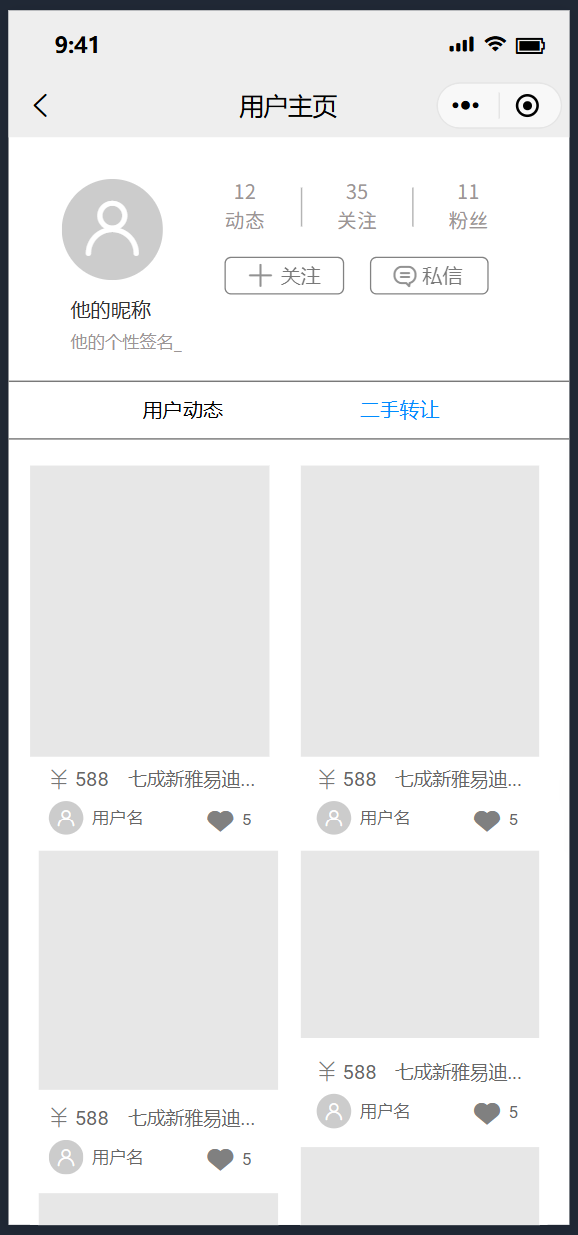 9:41
用户主页
12 35 11
动态 关注 粉丝
关注 私信
他的昵称
他的个性签名_
用户动态 二手转让
¥ 588 七成新雅易迪...
用户名 5
¥ 588 七成新雅易迪...
用户名 5
¥ 588 七成新雅易迪...
用户名 5
¥ 588 七成新雅易迪...
用户名 5